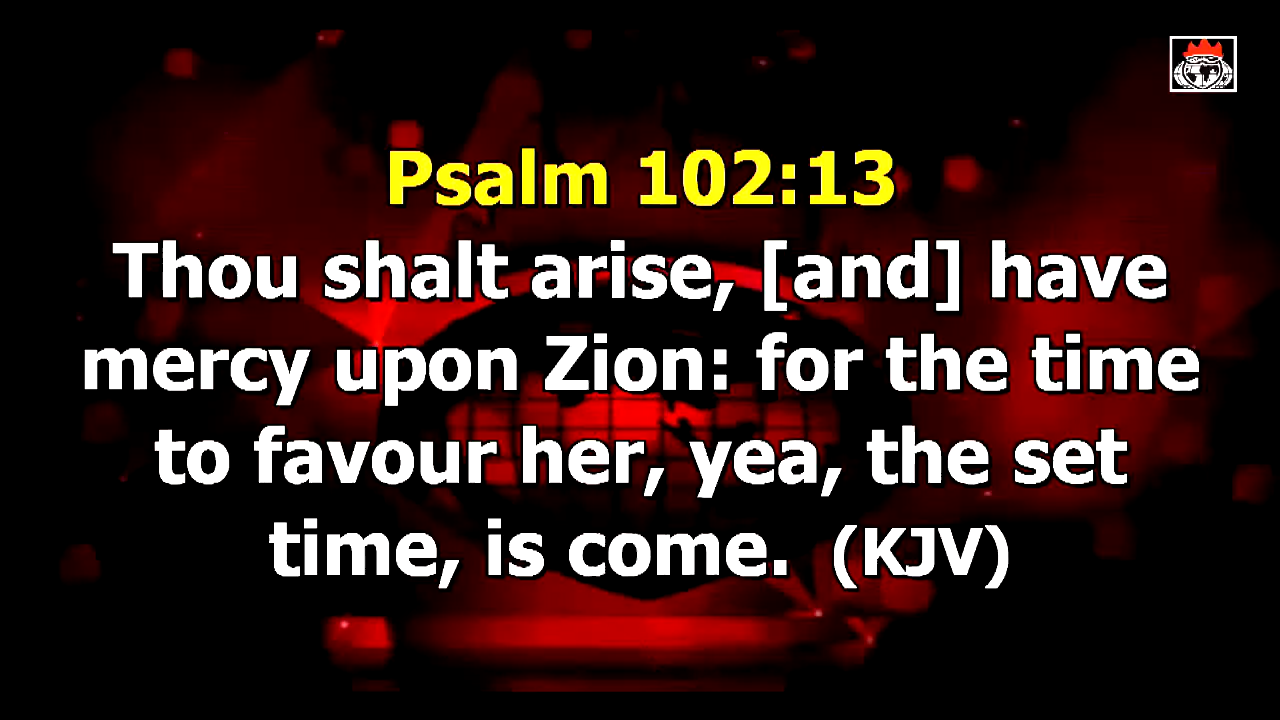 Psalm 102:13
Thou shalt arise, [and] have
mercy upon Zion: for the time
to favour her, yea, the set
time, is come.  (KJV)